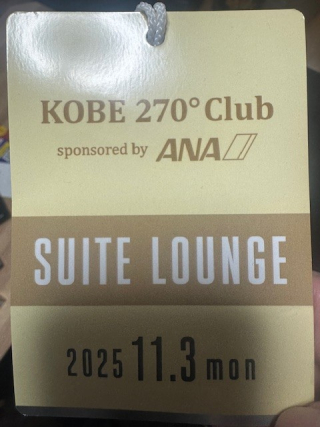 KOBE 270° Club
sponsored by ANA
SUITE LOUNGE
2025 11.3 mon